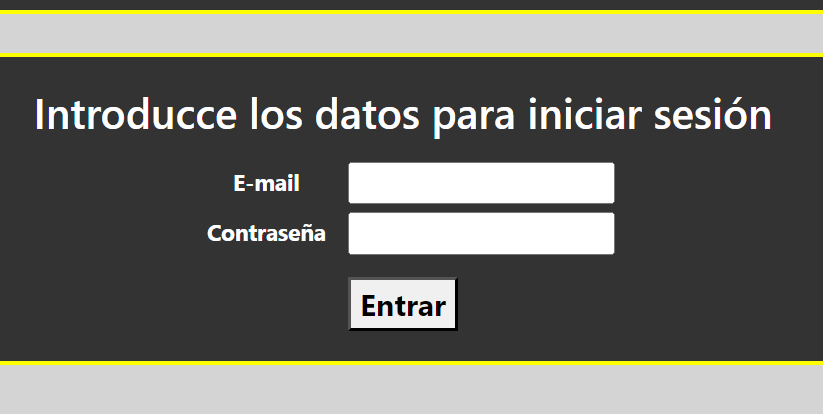 Introducce los datos para iniciar sesión
E-mail
Contraseña
Entrar